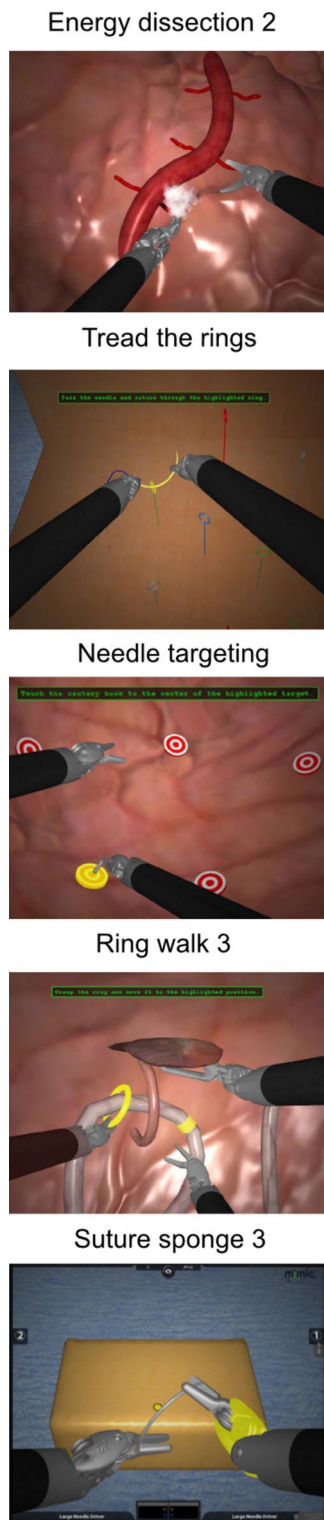 Energy dissection 2
Tread the rings
Pass the needle and suture through the highlighted ring.
Needle targeting
Touch the cautery hook to the center of the highlighted target.
Ring walk 3
Grasp the ring and move it to the highlighted position.
Suture sponge 3
mimic
2
1
Large Needle Driver
Large Needle Driver